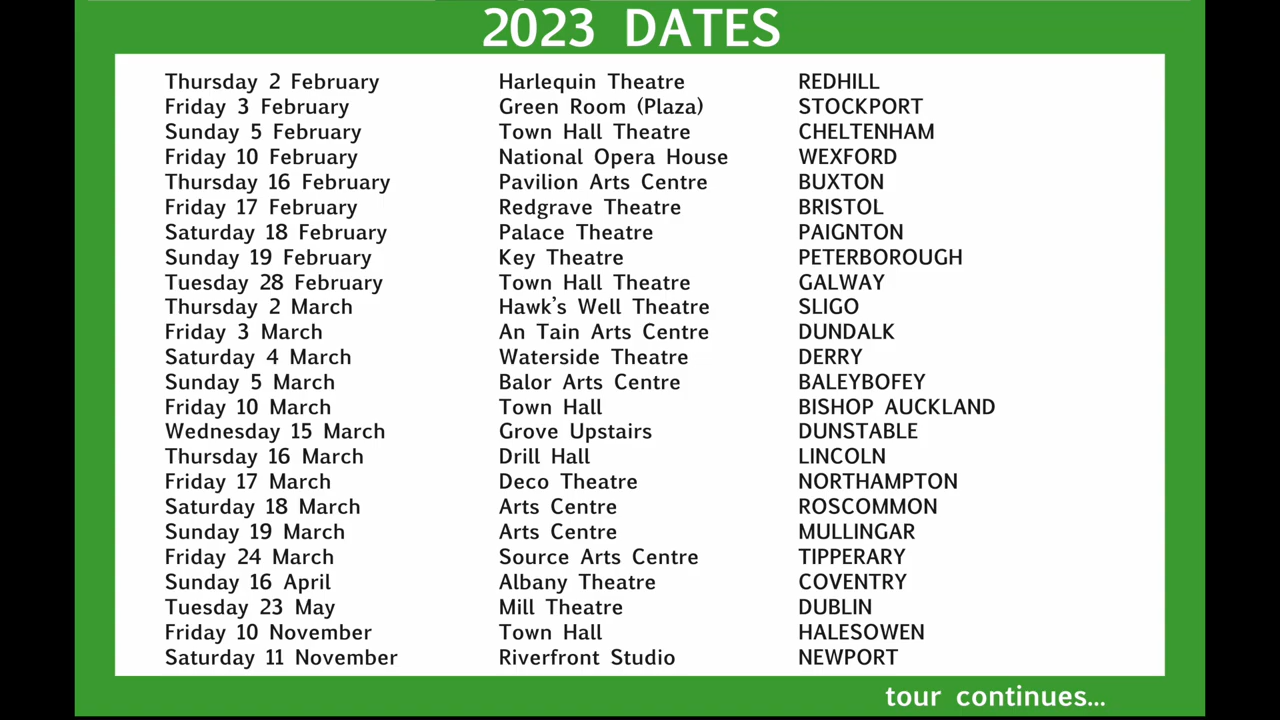 2023 DATES
Thursday 2 February Harlequin Theatre REDHILL
Friday 3 February Green Room (Plaza) STOCKPORT
Sunday 5 February Town Hall Theatre CHELTENHAM
Friday 10 February National Opera House WEXFORD
Thursday 16 February Pavilion Arts Centre BUXTON
Friday 17 February Redgrave Theatre BRISTOL
Saturday 18 February Palace Theatre PAIGNTON
Sunday 19 February Key Theatre PETERBOROUGH
Tuesday 28 February Town Hall Theatre GALWAY
Thursday 2 March Hawk's Well Theatre SLIGO
Friday 3 March An Tain Arts Centre DUNDALK
Saturday 4 March Waterside Theatre DERRY
Sunday 5 March Balor Arts Centre BALEYBOFEY
Friday 10 March Town Hall BISHOP AUCKLAND
Wednesday 15 March Grove Upstairs DUNSTABLE
Thursday 16 March Drill Hall LINCOLN
Friday 17 March Deco Theatre NORTHAMPTON
Saturday 18 March Arts Centre ROSCOMMON
Sunday 19 March Arts Centre MULLINGAR
Friday 24 March Source Arts Centre TIPPERARY
Sunday 16 April Albany Theatre COVENTRY
Tuesday 23 May Mill Theatre DUBLIN
Friday 10 November Town Hall HALESOWEN
Saturday 11 November Riverfront Studio NEWPORT
tour continues...